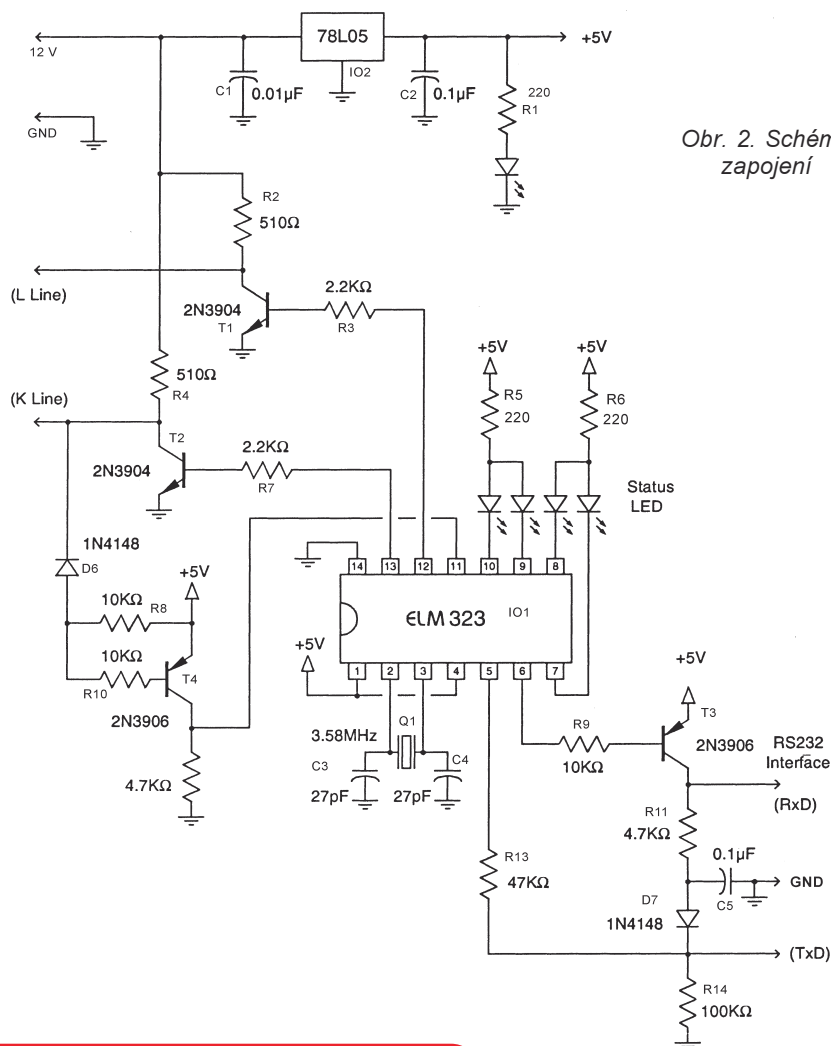 78L05
+5V
12 V
IO2
C1
0.01µF
C2
0.1µF
220
R1
GND
Obr. 2. Schém
zapojení
R2
510Ω
(L Line)
2.2KΩ
2N3904
T1
R3
510Ω
R4
+5V
+5V
R5
220
R6
220
(K Line)
T2
2.2KΩ
2N3904
R7
Status
LED
1N4148
D6
+5V
14
13
12
11
10
9
8
10KΩ
R8
ELM 323
IO1
10KΩ
+5V
R10
T4
1
2
3
4
5
6
7
+5V
2N3906
T3
3.58MHz
Q1
R9
2N3906
RS232
Interface
C3
C4
10KΩ
4.7KΩ
27pF
27pF
(RxD)
R11
4.7KΩ
0.1µF
R13
47KΩ
GND
D7
C5
1N4148
(TxD)
R14
100KΩ